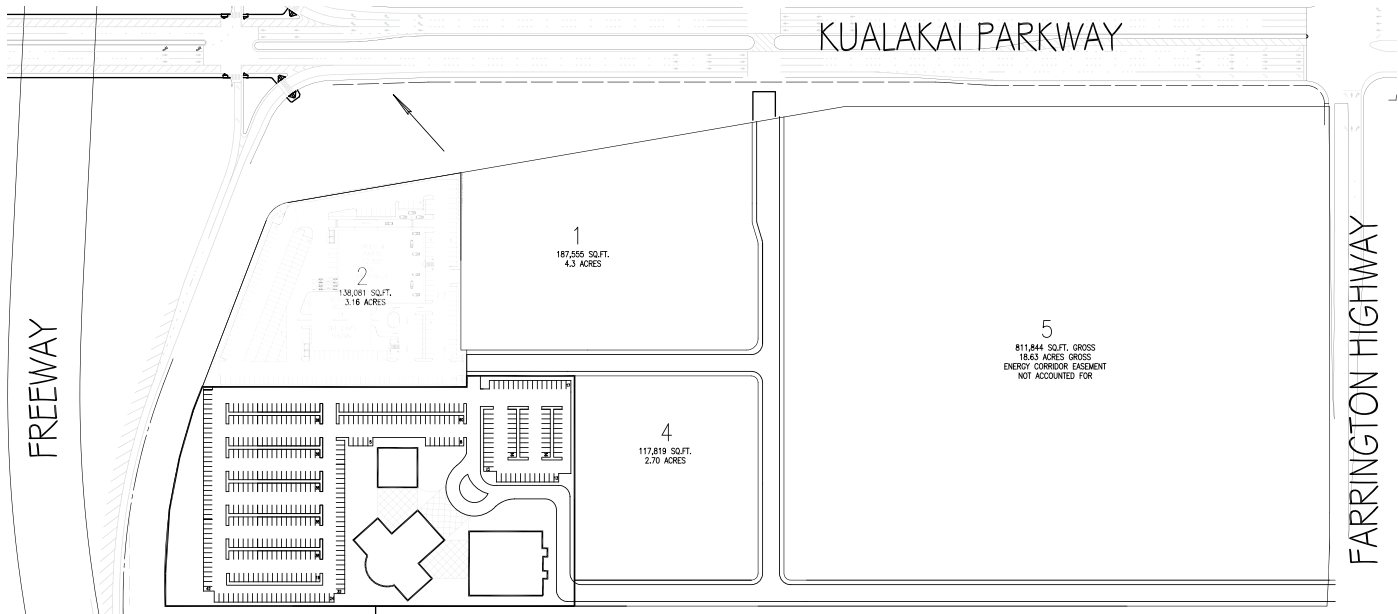 KUALAKAI PARKWAY
1
187,555 SQ.FT.
4.3 ACRES
2
138,081 SQ.FT.
3.16 ACRES
5
811,844 SQ.FT. GROSS
18.63 ACRES GROSS
ENERGY CORRIDOR EASEMENT
NOT ACCOUNTED FOR
4
117,819 SQ.FT.
2.70 ACRES
FREEWAY
FARRINGTON HIGHWAY